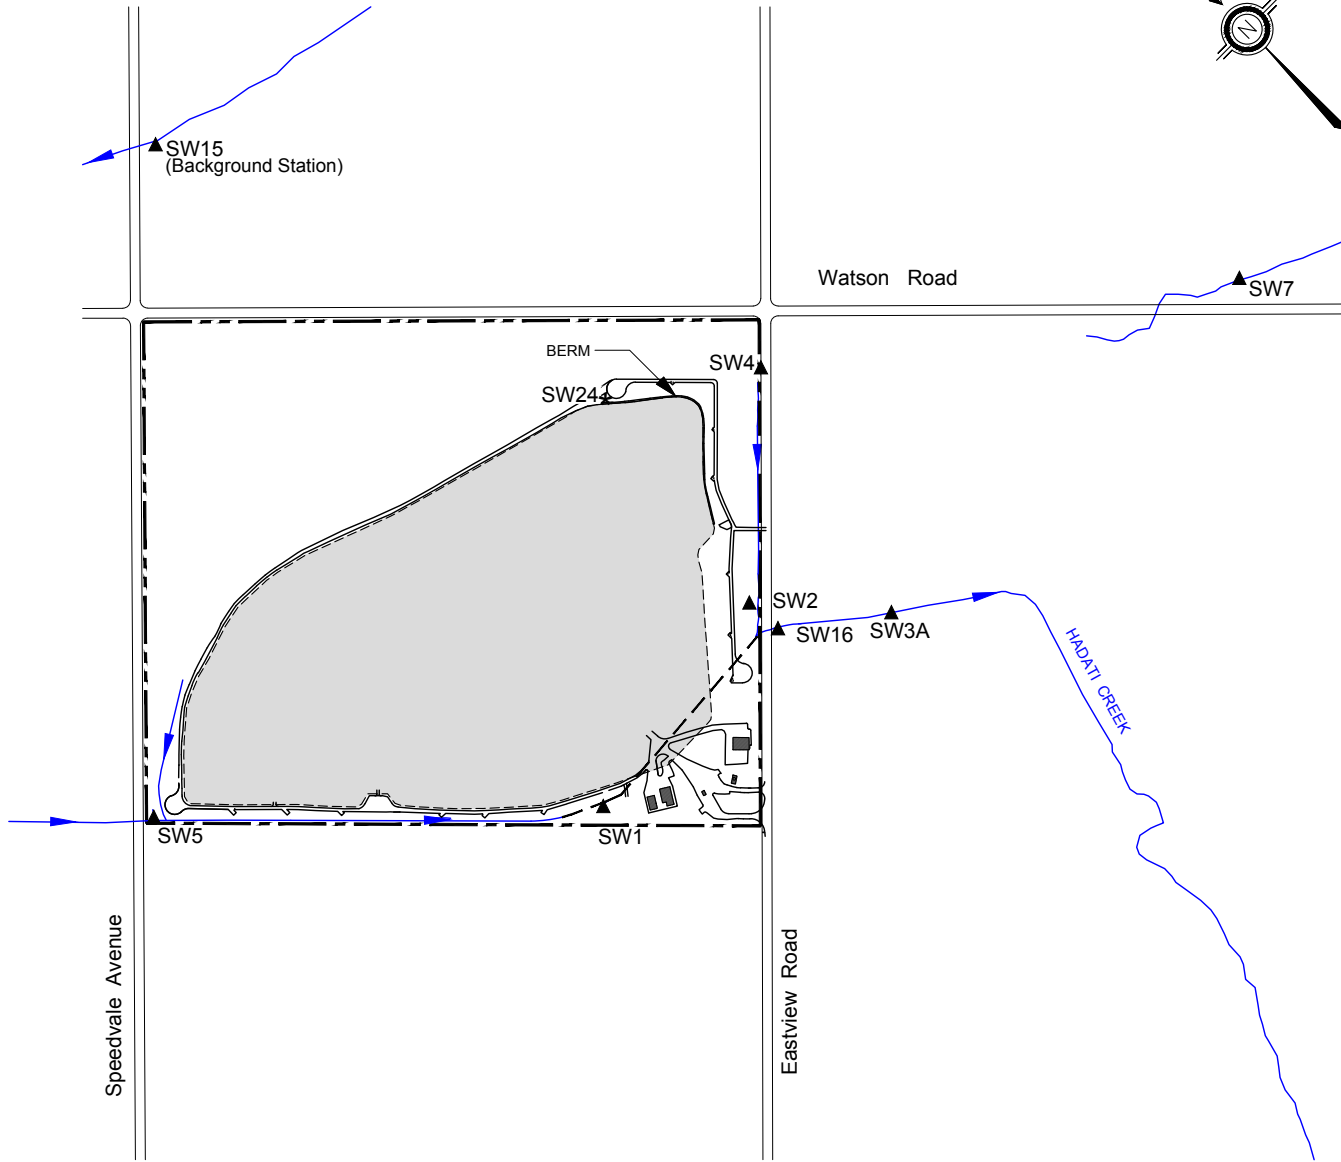 N
SW15
(Background Station)
Watson Road
SW7
BERM
SW4
SW24
SW2
SW16
SW3A
HADATI CREEK
SW5
SW1
Speedvale Avenue
Eastview Road